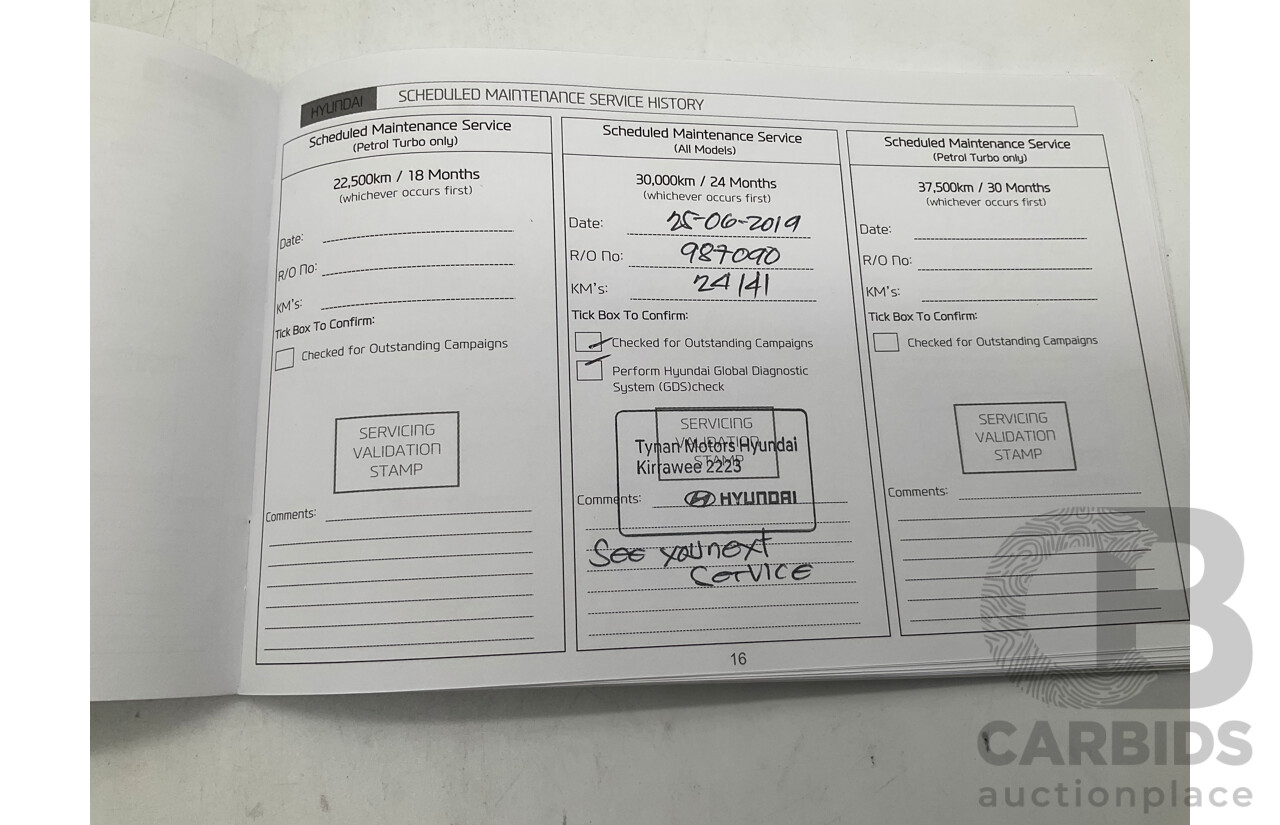 HYUNDAI SCHEDULED MAINTENANCE SERVICE HISTORY
Scheduled Maintenance Service
(Petrol Turbo only)
22,500km / 18 Months
(whichever occurs first)
Date:
R/O No:
KM's:
Tick Box To Confirm:
Checked for Outstanding Campaigns
SERVICING
VALIDATION
STAMP
Comments:
Scheduled Maintenance Service
(All Models)
30,000km / 24 Months
(whichever occurs first)
Date: 25-06-2019
R/O No: 987090
KM's: 24141
Tick Box To Confirm:
Checked for Outstanding Campaigns
Perform Hyundai Global Diagnostic
System (GDS)check
SERVICING
VALIDATION
STAMP
Tynan Motors Hyundai
Kirrawee 2223
HYUNDAI
Comments:
See you next
service
Scheduled Maintenance Service
(Petrol Turbo only)
37,500km / 30 Months
(whichever occurs first)
Date:
R/O No:
KM's:
Tick Box To Confirm:
Checked for Outstanding Campaigns
SERVICING
VALIDATION
STAMP
Comments:
16
CB
CARBIDS
auctionplace